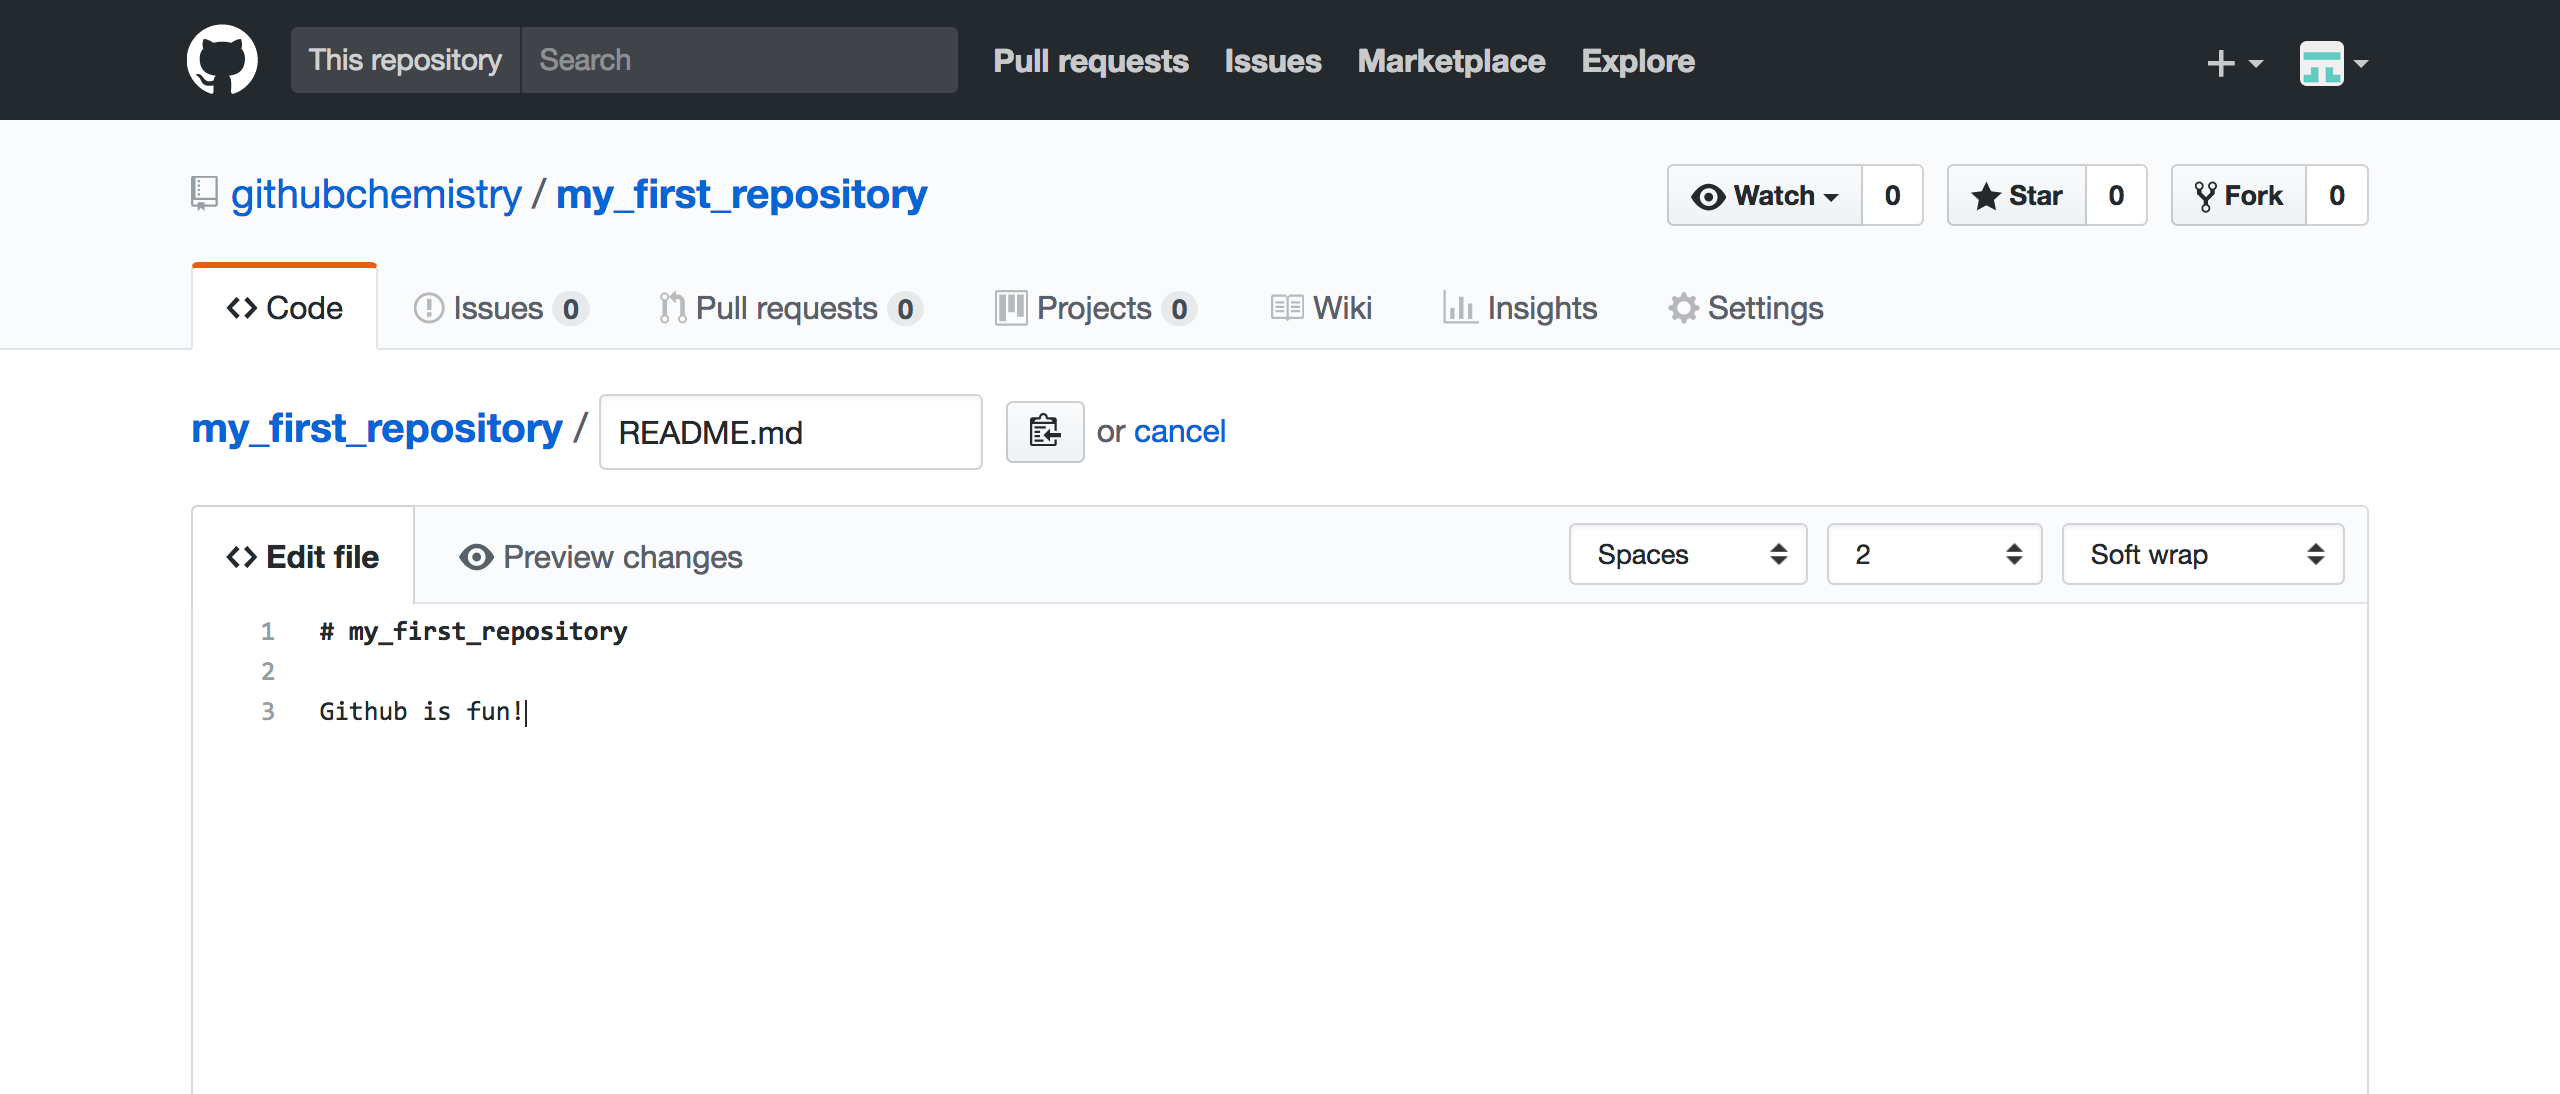 This repository Search Pull requests Issues Marketplace Explore
githubchemistry / my_first_repository Watch 0 Star 0 Fork 0
Code Issues 0 Pull requests 0 Projects 0 Wiki Insights Settings
my_first_repository / README.md or cancel
Edit file Preview changes Spaces 2 Soft wrap
1 # my_first_repository
2
3 Github is fun!